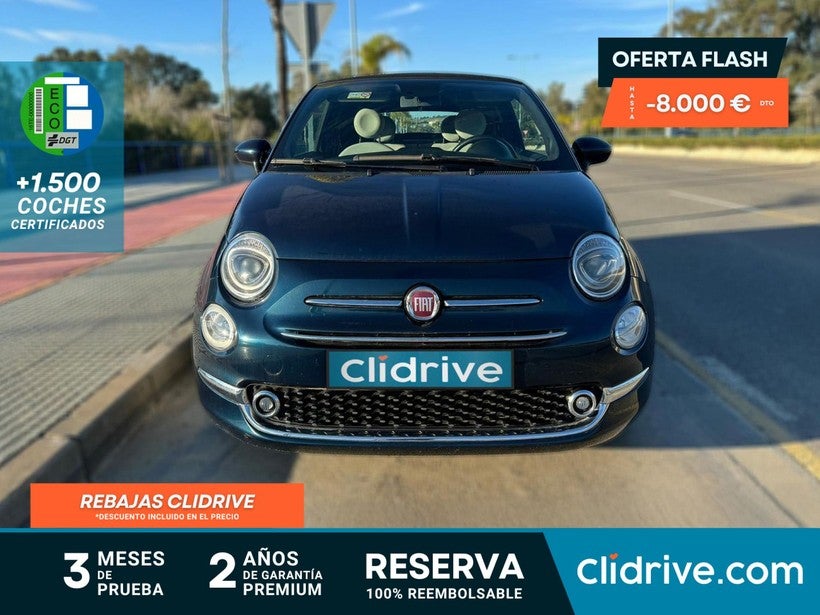 ECO
DGT
+1.500
COCHES
CERTIFICADOS
OFERTA FLASH
HASTA
-8.000 € DTO
FIAT
Clidrive
REBAJAS CLIDRIVE
*DESCUENTO INCLUIDO EN EL PRECIO
3 MESES
DE
PRUEBA
2 AÑOS
DE GARANTÍA
PREMIUM
RESERVA
100% REEMBOLSABLE
Clidrive.com